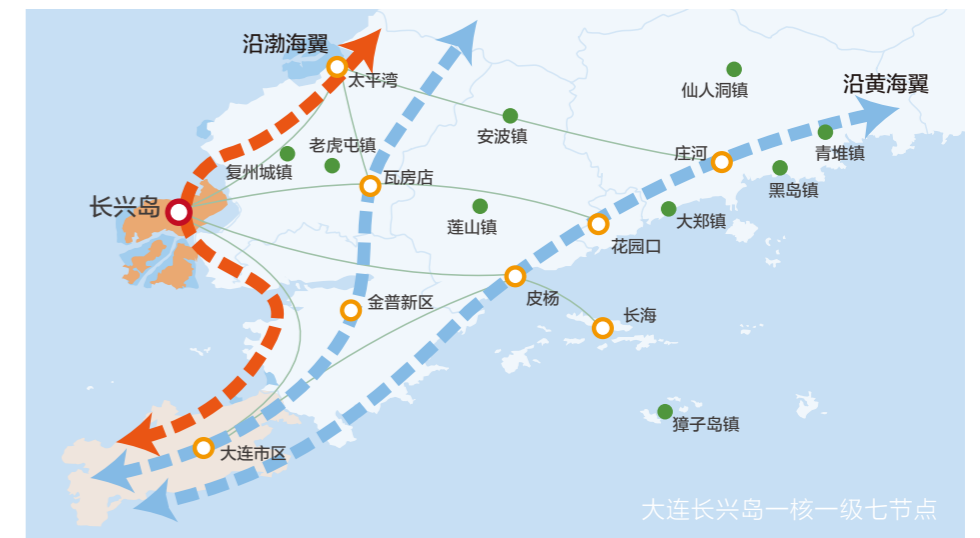 沿渤海翼
太平湾
仙人洞镇
沿黄海翼
安波镇
老虎屯镇
复州城镇
瓦房店
庄河
青堆镇
黑岛镇
长兴岛
莲山镇
大郑镇
花园口
金普新区
皮杨
长海
獐子岛镇
大连市区
大连长兴岛一核一级七节点